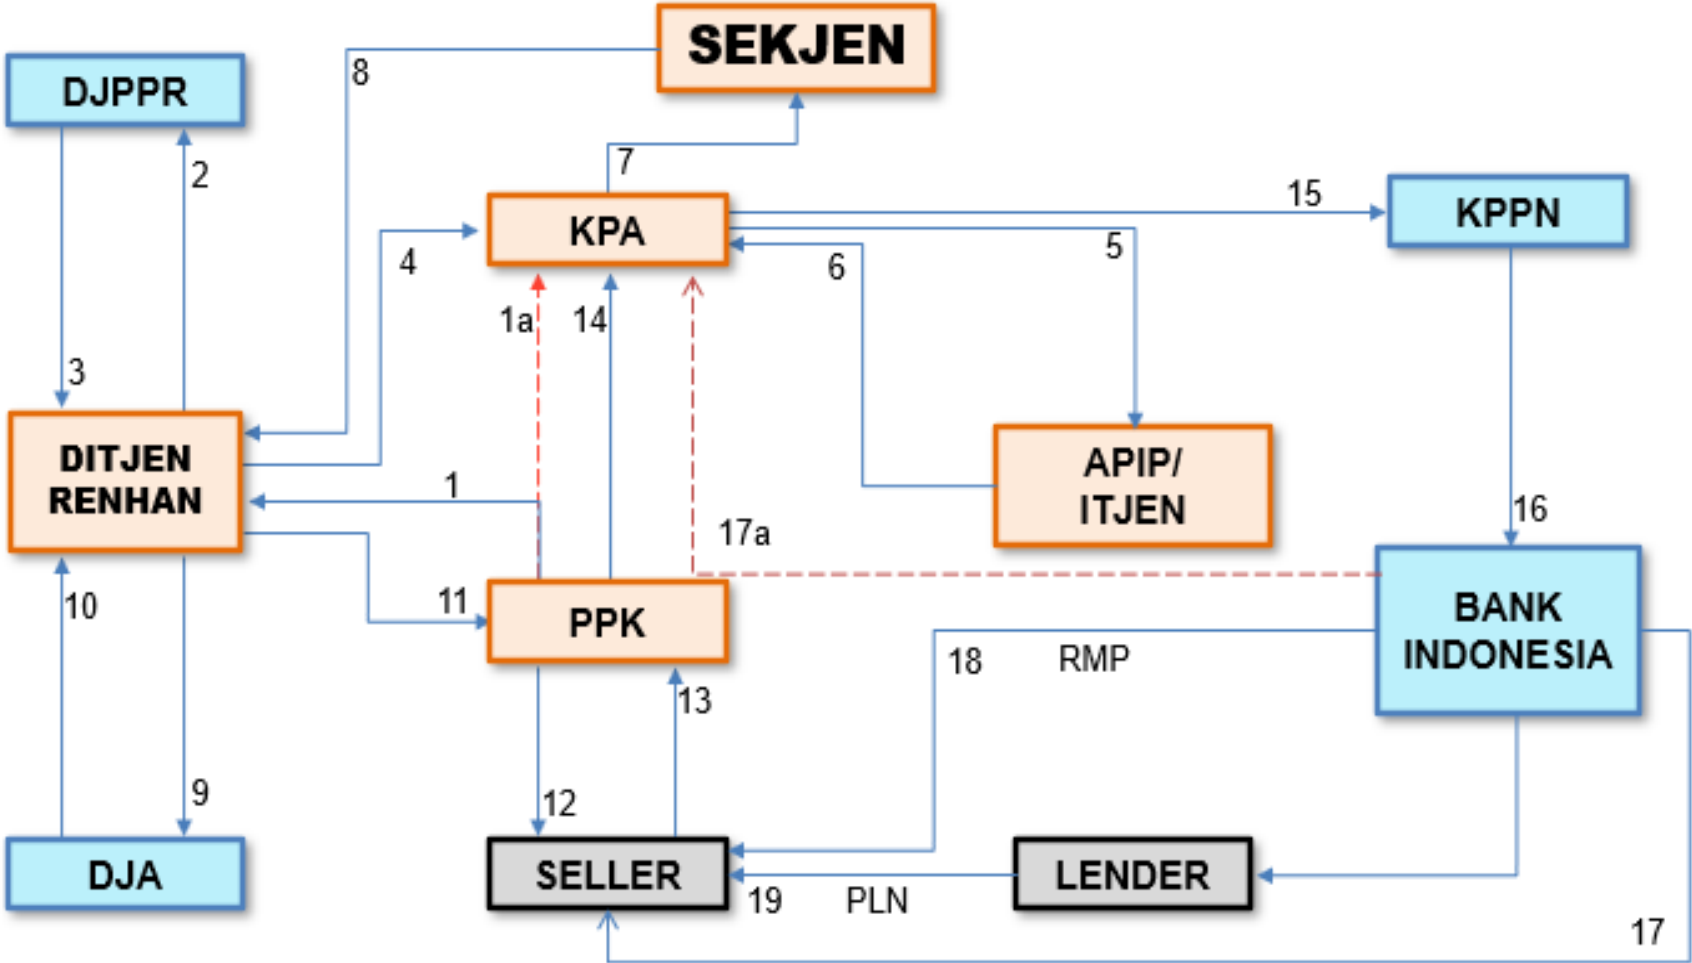 SEKJEN
8
DJPPR
7
2
15
KPPN
KPA
4
6
5
1a
14
3
DITJEN
RENHAN
APIP/
ITJEN
1
17a
16
10
11
PPK
BANK
INDONESIA
18
RMP
13
9
12
DJA
SELLER
LENDER
19
PLN
17